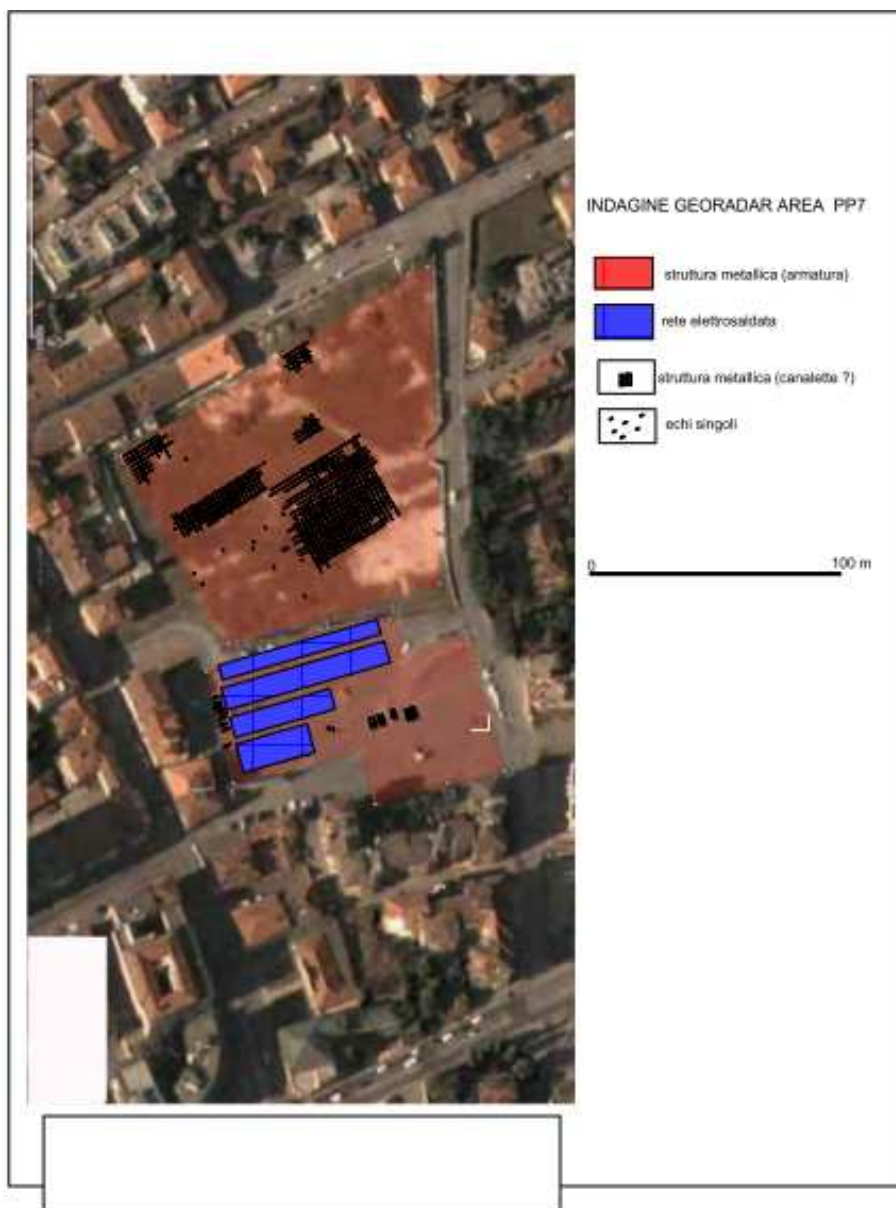 INDAGINE GEORADAR AREA PP7
struttura metallica (armatura)
rete elettrosaldata
struttura metallica (canalette ?)
echi singoli
0 100 m